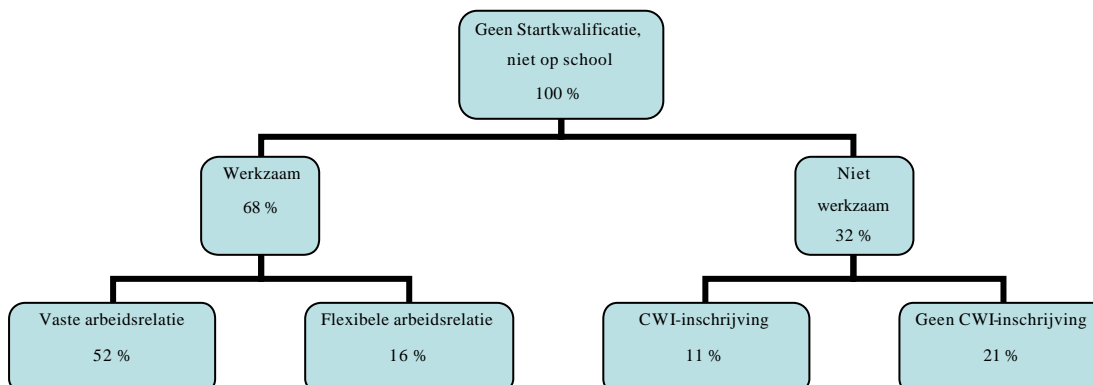 Geen Startkwalificatie,
niet op school
100 %
Werkzaam
68 %
Niet
werkzaam
32 %
Vaste arbeidsrelatie
52 %
Flexibele arbeidsrelatie
16 %
CWI-inschrijving
11 %
Geen CWI-inschrijving
21 %